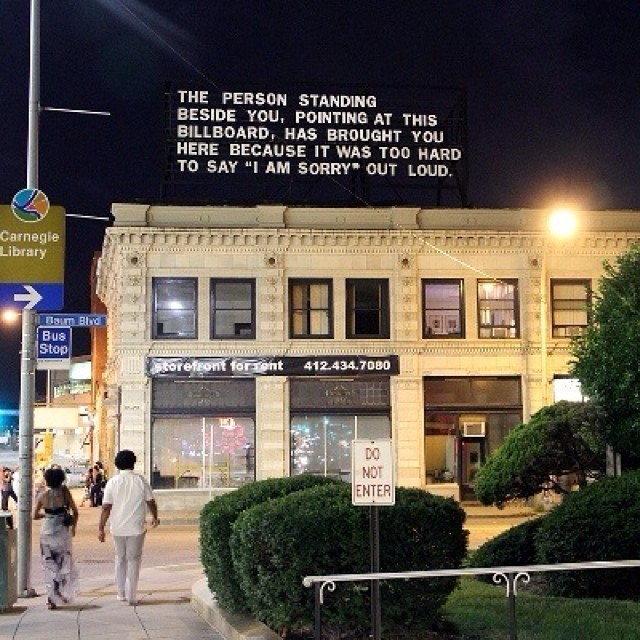 THE PERSON STANDING
BESIDE YOU, POINTING AT THIS
BILLBOARD, HAS BROUGHT YOU
HERE BECAUSE IT WAS TOO HARD
TO SAY "I AM SORRY" OUT LOUD.
Carnegie
Library
Baum Blvd
Bus
Stop
storefront for rent 412.434.7080
DO
NOT
ENTER